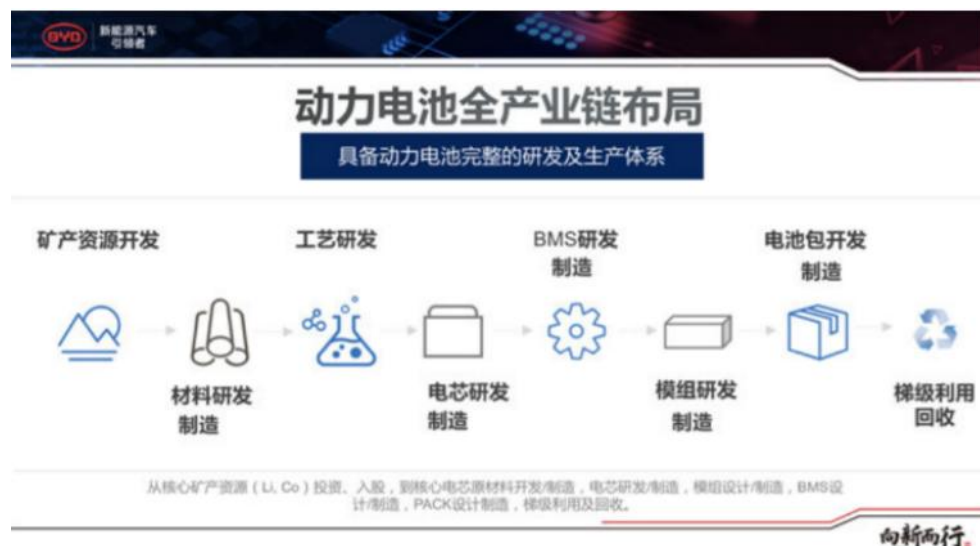 BYD
新能源汽车
引领者
动力电池全产业链布局
具备动力电池完整的研发及生产体系
矿产资源开发
材料研发
制造
工艺研发
电芯研发
制造
BMS研发
制造
模组研发
制造
电池包开发
制造
梯级利用
回收
从核心矿产资源（Li, Co）投资、入股，到核心电芯原材料开发/制造，电芯研发/制造，模组设计/制造，BMS设
计/制造，PACK设计制造，梯级利用及回收。
向新而行